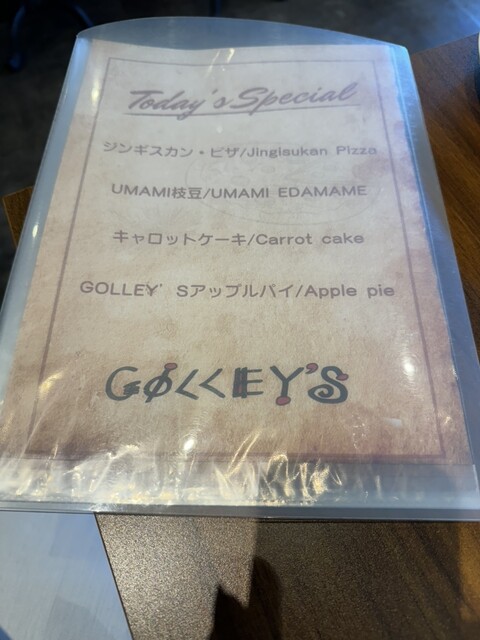 Today's Special
ジンギスカン・ピザ/Jingisukan Pizza
UMAMI枝豆/UMAMI EDAMAME
キャロットケーキ/Carrot cake
GOLLEY' Sアップルパイ/Apple pie
GOLLEY'S